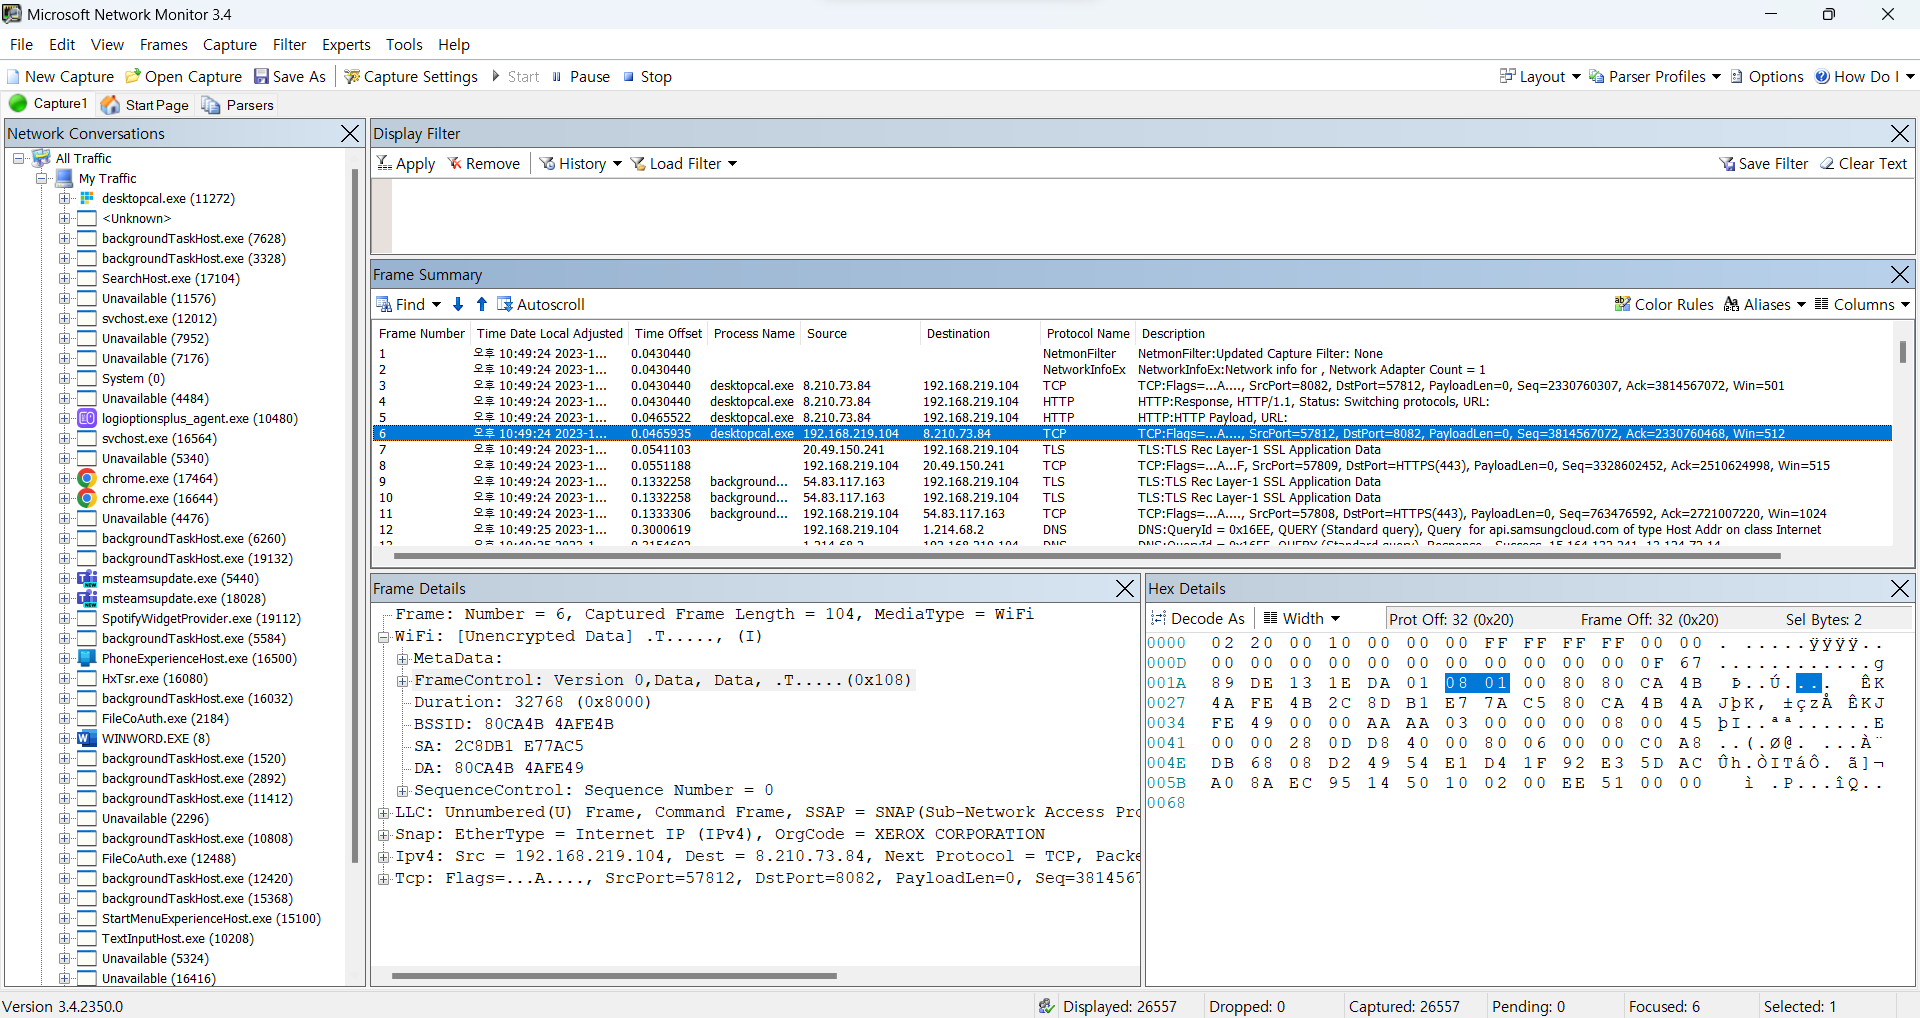 Microsoft Network Monitor 3.4
File Edit View Frames Capture Filter Experts Tools Help
New Capture Open Capture Save As Capture Settings Start Pause Stop Layout Parser Profiles Options How Do I
Capture1 Start Page Parsers
Network Conversations
All Traffic
My Traffic
desktopcal.exe (11272)
<Unknown>
backgroundTaskHost.exe (7628)
backgroundTaskHost.exe (3328)
SearchHost.exe (17104)
Unavailable (11576)
svchost.exe (12012)
Unavailable (7952)
Unavailable (7176)
System (0)
Unavailable (4484)
logioptionsplus_agent.exe (10480)
svchost.exe (16564)
Unavailable (5340)
chrome.exe (17464)
chrome.exe (16644)
Unavailable (4476)
backgroundTaskHost.exe (6260)
backgroundTaskHost.exe (19132)
msteamsupdate.exe (5440)
msteamsupdate.exe (18028)
SpotifyWidgetProvider.exe (19112)
backgroundTaskHost.exe (5584)
PhoneExperienceHost.exe (16500)
HxTsr.exe (16080)
backgroundTaskHost.exe (16032)
FileCoAuth.exe (2184)
WINWORD.EXE (8)
backgroundTaskHost.exe (1520)
backgroundTaskHost.exe (2892)
backgroundTaskHost.exe (11412)
Unavailable (2296)
backgroundTaskHost.exe (10808)
FileCoAuth.exe (12488)
backgroundTaskHost.exe (12420)
backgroundTaskHost.exe (15368)
StartMenuExperienceHost.exe (15100)
TextInputHost.exe (10208)
Unavailable (5324)
Unavailable (16416)
Display Filter
Apply Remove History Load Filter Save Filter Clear Text
Frame Summary
Find Autoscroll Color Rules Aliases Columns
Frame Number Time Date Local Adjusted Time Offset Process Name Source Destination Protocol Name Description
1 오후 10:49:24 2023-1... 0.0430440 NetmonFilter NetmonFilter:Updated Capture Filter: None
2 오후 10:49:24 2023-1... 0.0430440 NetworkInfoEx NetworkInfoEx:Network info for , Network Adapter Count = 1
3 오후 10:49:24 2023-1... 0.0430440 desktopcal.exe 8.210.73.84 192.168.219.104 TCP TCP:Flags=...A...., SrcPort=8082, DstPort=57812, PayloadLen=0, Seq=2330760307, Ack=3814567072, Win=501
4 오후 10:49:24 2023-1... 0.0430440 desktopcal.exe 8.210.73.84 192.168.219.104 HTTP HTTP:Response, HTTP/1.1, Status: Switching protocols, URL:
5 오후 10:49:24 2023-1... 0.0465522 desktopcal.exe 8.210.73.84 192.168.219.104 HTTP HTTP:HTTP Payload, URL:
6 오후 10:49:24 2023-1... 0.0465935 desktopcal.exe 192.168.219.104 8.210.73.84 TCP TCP:Flags=...A...., SrcPort=57812, DstPort=8082, PayloadLen=0, Seq=3814567072, Ack=2330760468, Win=512
7 오후 10:49:24 2023-1... 0.0541103 20.49.150.241 192.168.219.104 TLS TLS:TLS Rec Layer-1 SSL Application Data
8 오후 10:49:24 2023-1... 0.0551188 192.168.219.104 20.49.150.241 TCP TCP:Flags=...A...F, SrcPort=57809, DstPort=HTTPS(443), PayloadLen=0, Seq=3328602452, Ack=2510624998, Win=515
9 오후 10:49:24 2023-1... 0.1332258 background... 54.83.117.163 192.168.219.104 TLS TLS:TLS Rec Layer-1 SSL Application Data
10 오후 10:49:24 2023-1... 0.1332258 background... 54.83.117.163 192.168.219.104 TLS TLS:TLS Rec Layer-1 SSL Application Data
11 오후 10:49:24 2023-1... 0.1333306 background... 192.168.219.104 54.83.117.163 TCP TCP:Flags=...A...., SrcPort=57808, DstPort=HTTPS(443), PayloadLen=0, Seq=763476592, Ack=2721007220, Win=1024
12 오후 10:49:25 2023-1... 0.3000619 192.168.219.104 1.214.68.2 DNS DNS:QueryId = 0x16EE, QUERY (Standard query), Query for api.samsungcloud.com of type Host Addr on class Internet
Frame Details
Frame: Number = 6, Captured Frame Length = 104, MediaType = WiFi
WiFi: [Unencrypted Data] .T....., (I)
MetaData:
FrameControl: Version 0,Data, Data, .T.....(0x108)
Duration: 32768 (0x8000)
BSSID: 80CA4B 4AFE4B
SA: 2C8DB1 E77AC5
DA: 80CA4B 4AFE49
SequenceControl: Sequence Number = 0
LLC: Unnumbered(U) Frame, Command Frame, SSAP = SNAP(Sub-Network Access Pro
Snap: EtherType = Internet IP (IPv4), OrgCode = XEROX CORPORATION
Ipv4: Src = 192.168.219.104, Dest = 8.210.73.84, Next Protocol = TCP, Packe
Tcp: Flags=...A...., SrcPort=57812, DstPort=8082, PayloadLen=0, Seq=381456
Hex Details
Decode As Width Prot Off: 32 (0x20) Frame Off: 32 (0x20) Sel Bytes: 2
0000 02 20 00 10 00 00 00 FF FF FF FF 00 00 . .....ÿÿÿÿ..
000D 00 00 00 00 00 00 00 00 00 00 00 0F 67 ............g
001A 89 DE 13 1E DA 01 08 01 00 80 80 CA 4B Þ..Ú.... ÊK
0027 4A FE 4B 2C 8D B1 E7 7A C5 80 CA 4B 4A JþK, ±çzÅ ÊKJ
0034 FE 49 00 00 AA AA 03 00 00 00 08 00 45 þI..ªª......E
0041 00 00 28 0D D8 40 00 80 06 00 00 C0 A8 ..(.Ø@. ...À¨
004E DB 68 08 D2 49 54 E1 D4 1F 92 E3 5D AC Ûh.ÒITáÔ. ã]¬
005B A0 8A EC 95 14 50 10 02 00 EE 51 00 00 ì .P...îQ..
0068
Version 3.4.2350.0 Displayed: 26557 Dropped: 0 Captured: 26557 Pending: 0 Focused: 6 Selected: 1